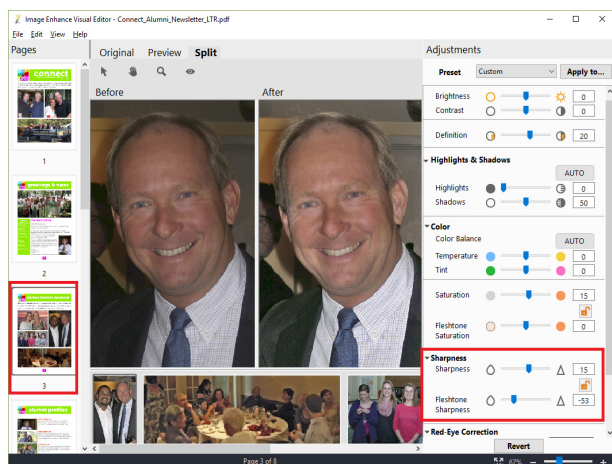 Image Enhance Visual Editor - Connect_Alumni_Newsletter_LTR.pdf
File Edit View Help
Pages
Original Preview Split
Adjustments
Preset Custom Apply to...
Before After
connect
1
greetings & news
2
3
alumni profiles
Brightness 0
Contrast 0
Definition 20
Highlights & Shadows
AUTO
Highlights 0
Shadows 50
Color
Color Balance AUTO
Temperature 0
Tint 0
Saturation 15
Fleshtone
Saturation 0
Sharpness
Sharpness 15
Fleshtone
Sharpness -53
Red-Eye Correction
Revert
Page 3 of 8
67%